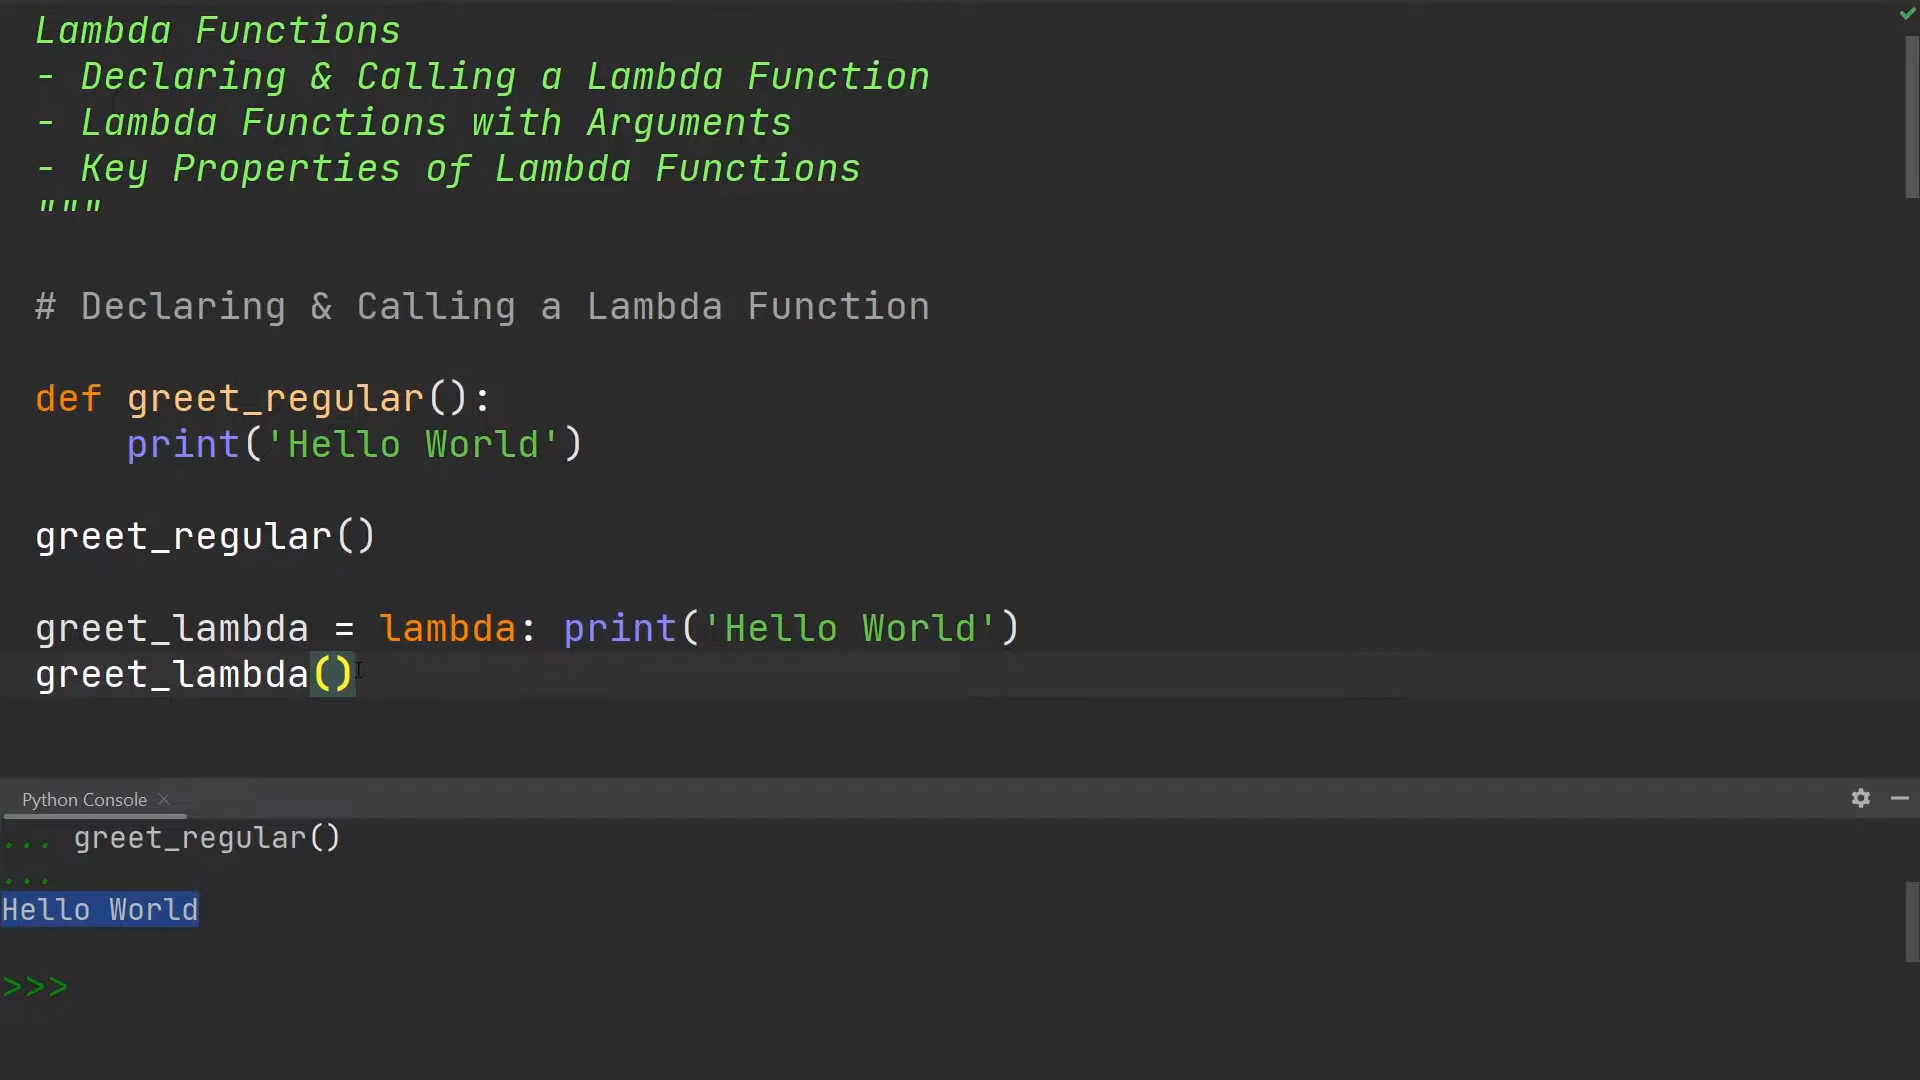 Lambda Functions
- Declaring & Calling a Lambda Function
- Lambda Functions with Arguments
- Key Properties of Lambda Functions
"""
# Declaring & Calling a Lambda Function
def greet_regular():
    print('Hello World')
greet_regular()
greet_lambda = lambda: print('Hello World')
greet_lambda()
Python Console
... greet_regular()
...
Hello World
>>>